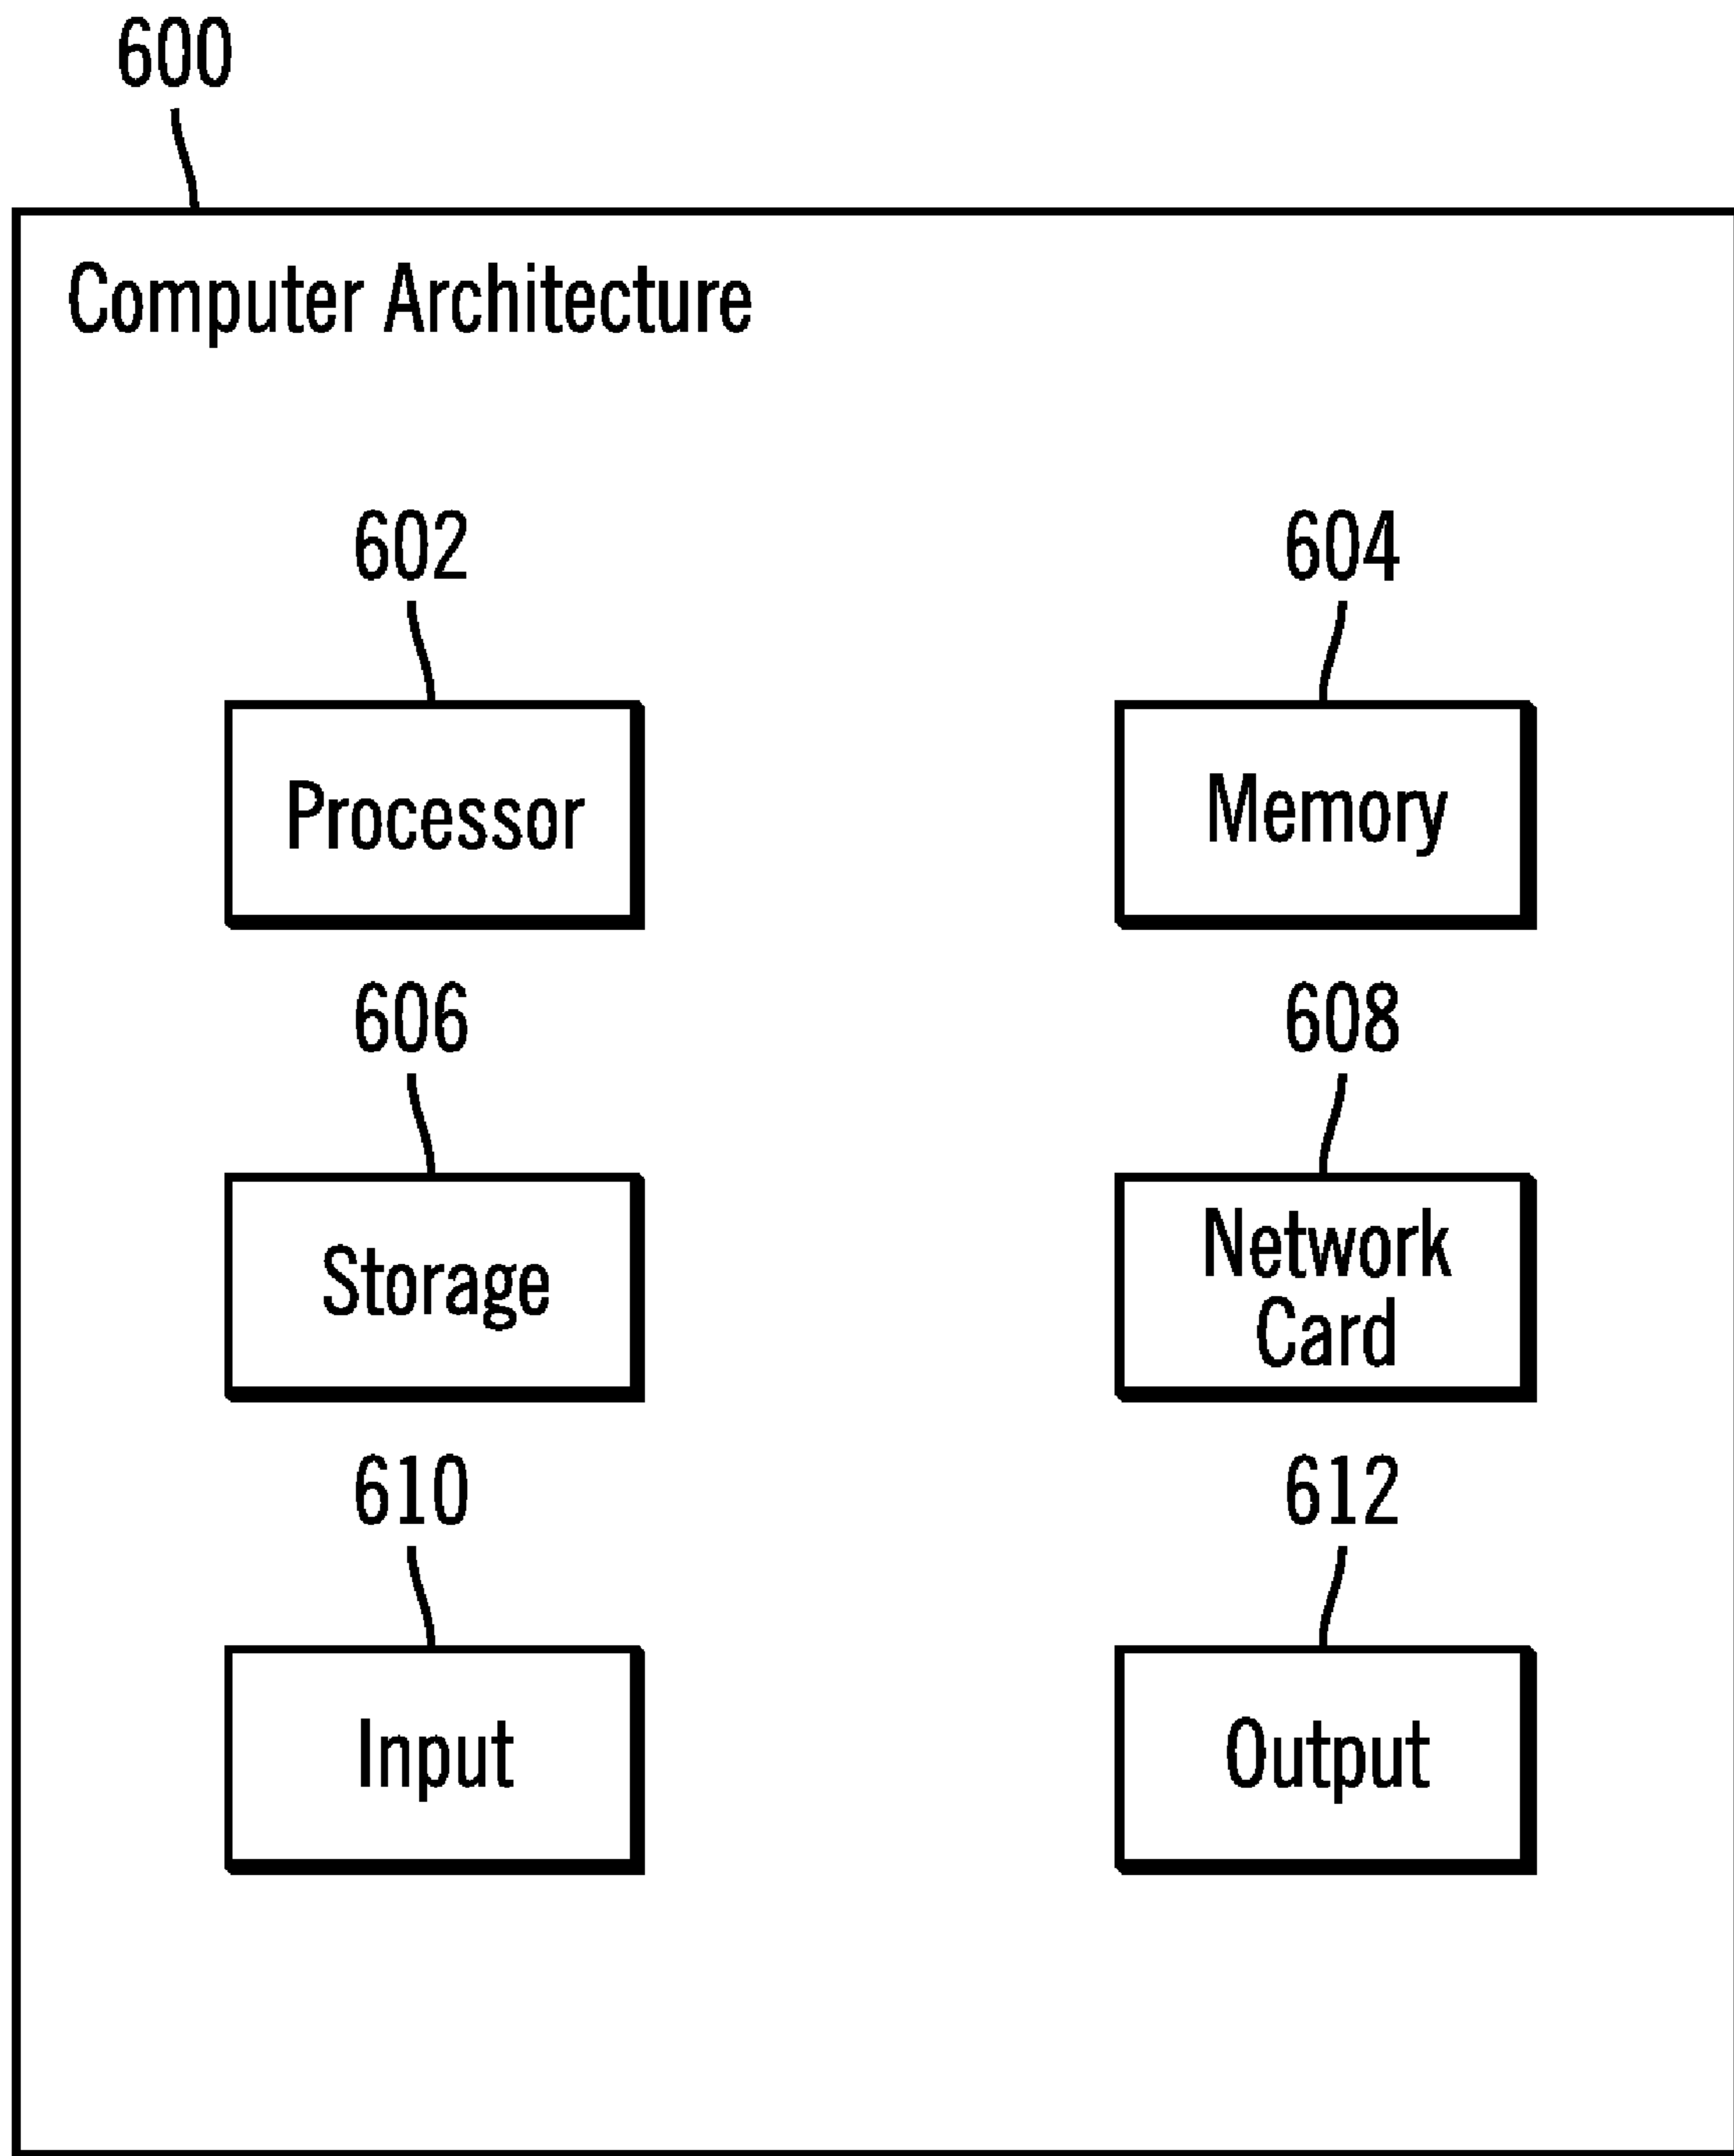 600
Computer Architecture
602
604
Processor
Memory
606
608
Storage
Network
Card
610
612
Input
Output